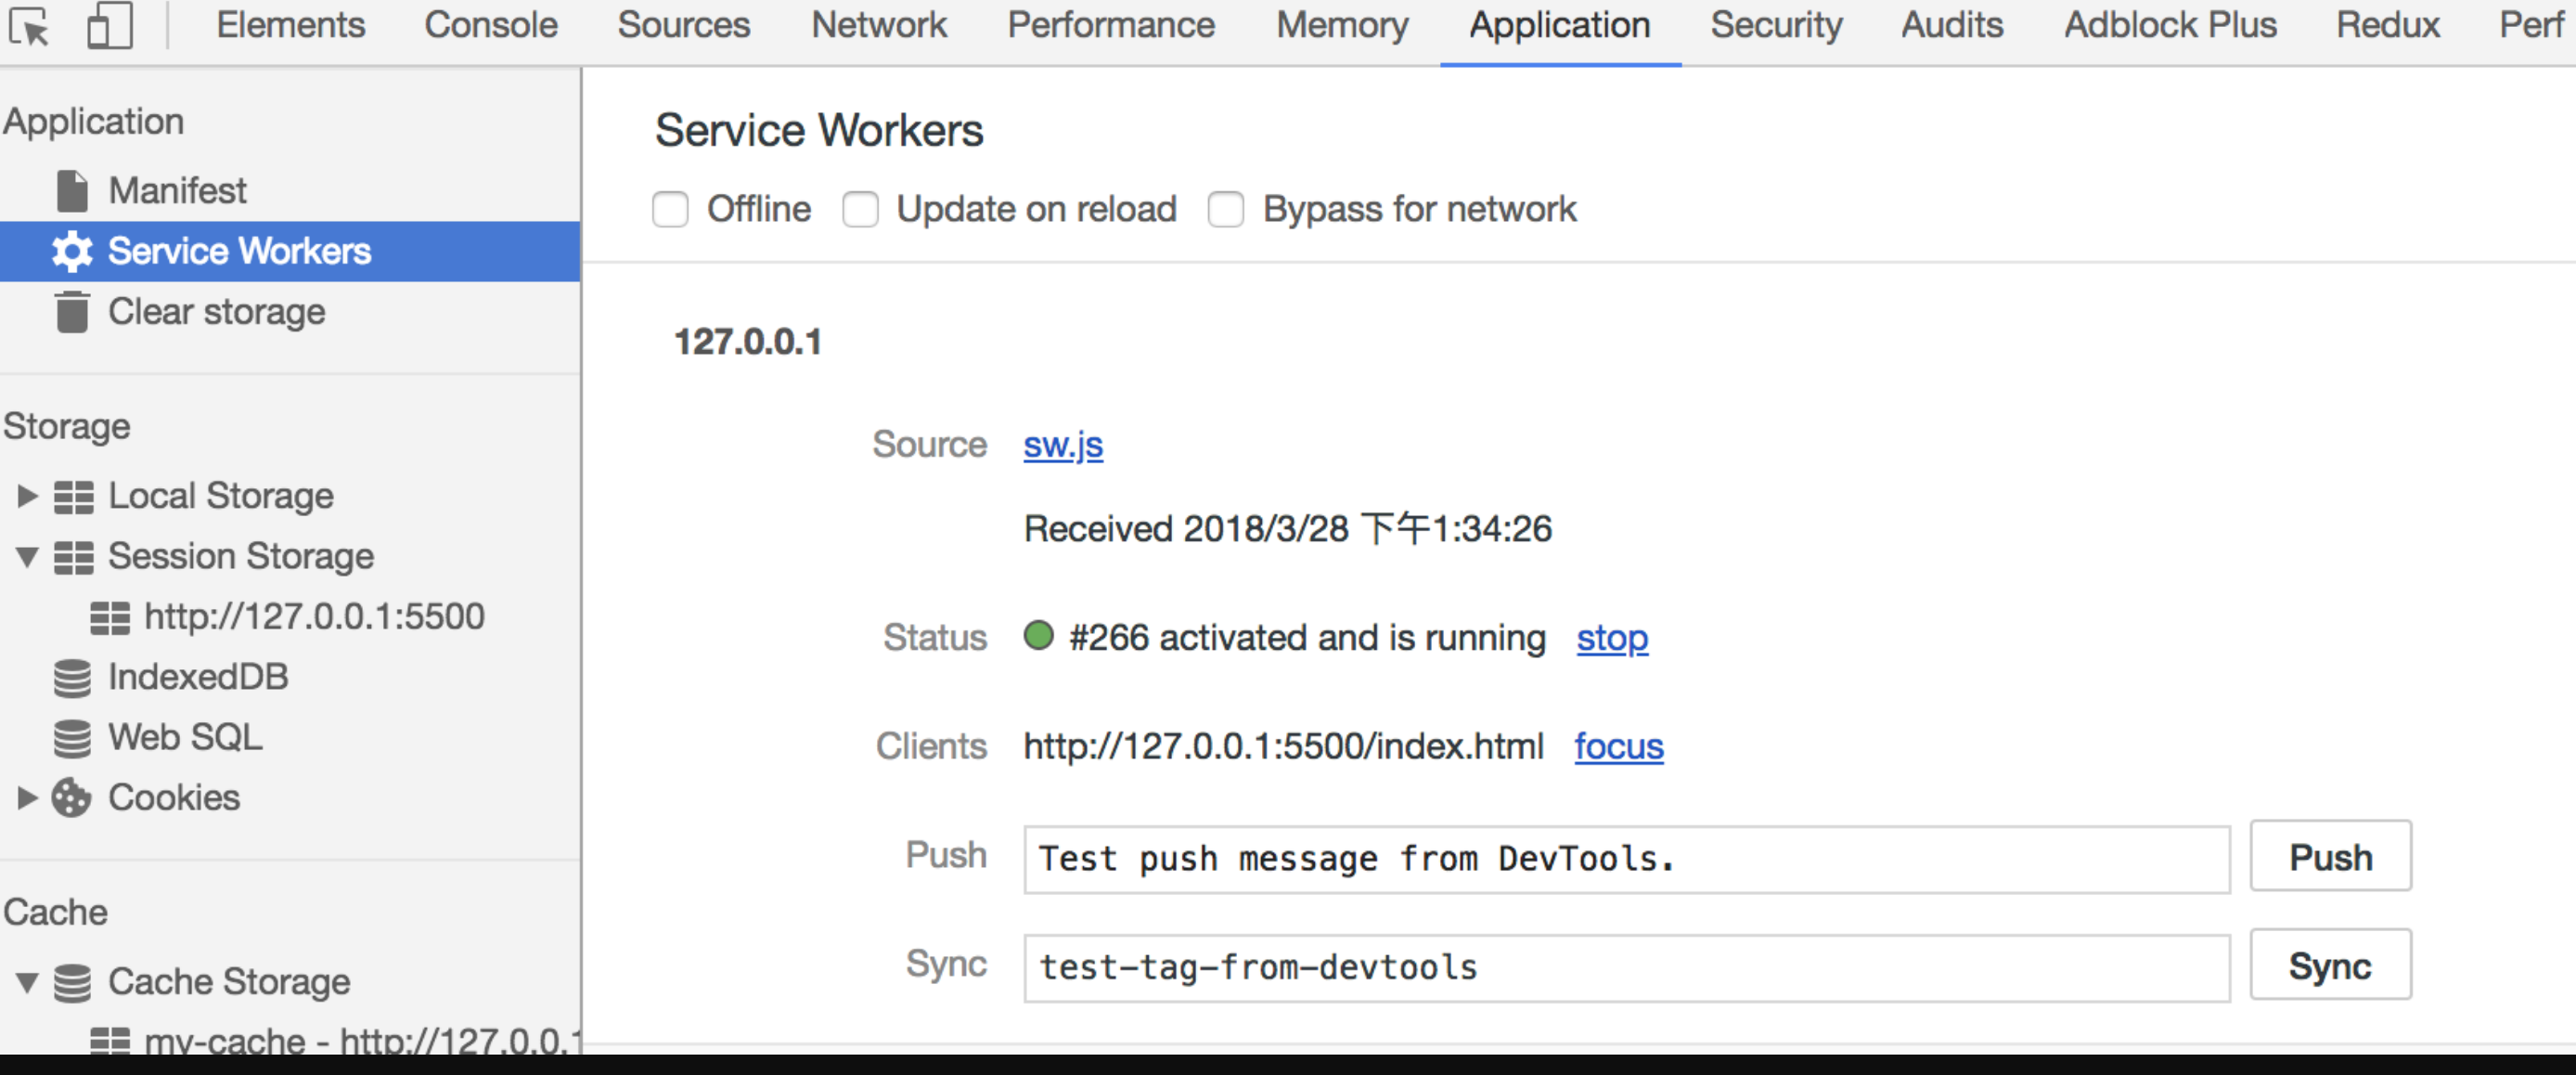 Elements Console Sources Network Performance Memory Application Security Audits Adblock Plus Redux Perf
Application
Manifest
Service Workers
Clear storage
Storage
Local Storage
Session Storage
http://127.0.0.1:5500
IndexedDB
Web SQL
Cookies
Cache
Cache Storage
my-cache - http://127.0.0.1
Service Workers
Offline Update on reload Bypass for network
127.0.0.1
Source sw.js
Received 2018/3/28 下午1:34:26
Status #266 activated and is running stop
Clients http://127.0.0.1:5500/index.html focus
Push Test push message from DevTools. Push
Sync test-tag-from-devtools Sync